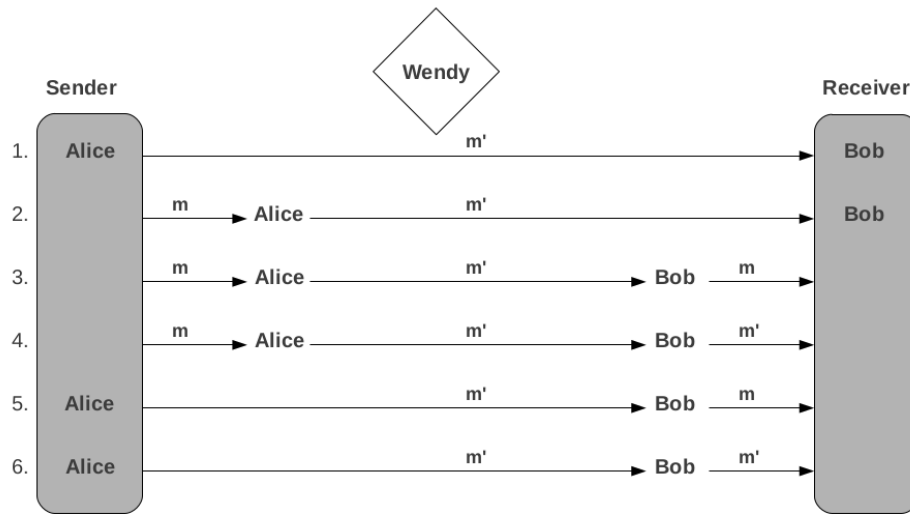 Wendy
Sender Receiver
1. Alice m' Bob
2. m Alice m' Bob
3. m Alice m' Bob m
4. m Alice m' Bob m'
5. Alice m' Bob m
6. Alice m' Bob m'